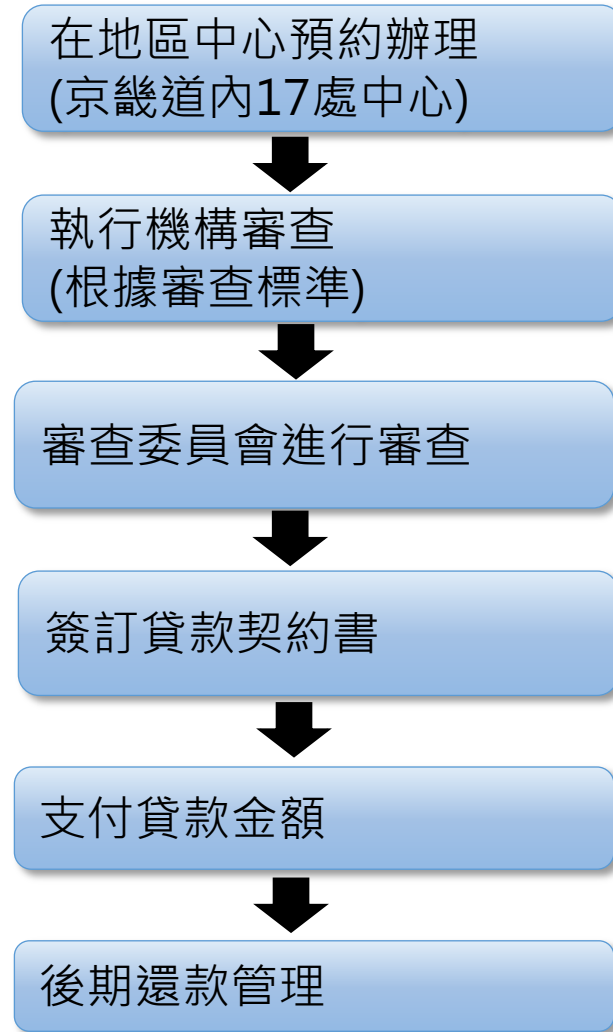 在地區中心預約辦理
(京畿道內17處中心)
執行機構審查
(根據審查標準)
審查委員會進行審查
簽訂貸款契約書
支付貸款金額
後期還款管理